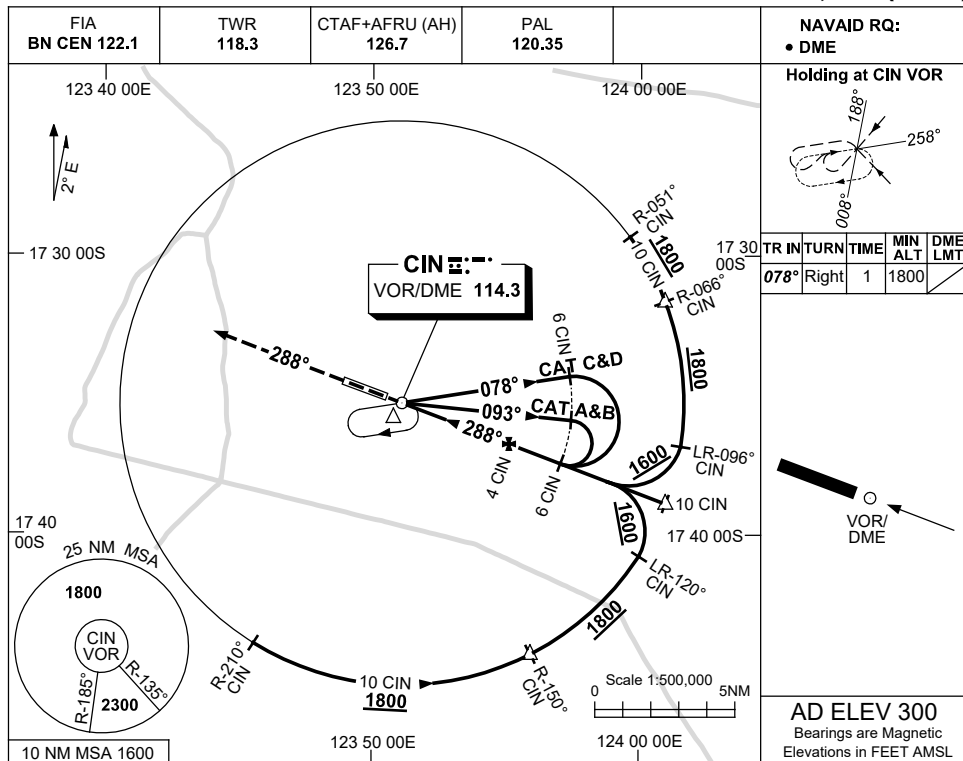 FIA
BN CEN 122.1
TWR
118.3
CTAF+AFRU (AH)
126.7
PAL
120.35
NAVAID RQ:
• DME
123 40 00E
123 50 00E
124 00 00E
Holding at CIN VOR
188°
258°
008°
2° E
R-051°
CIN
17 30 00S
17 30
00S
TR IN
TURN
TIME
MIN
ALT
DME
LMT
078°
Right
1
1800
10 CIN
1800
CIN
VOR/DME 114.3
R-066°
CIN
6 CIN
1800
288°
CAT C&D
078°
093°
CAT A&B
288°
4 CIN
6 CIN
1600
LR-096°
CIN
10 CIN
VOR/
DME
17 40
00S
17 40 00S
1600
LR-120°
CIN
25 NM MSA
1800
CIN
VOR
R-185°
R-135°
2300
10 NM MSA 1600
R-210°
CIN
10 CIN
1800
1800
R-150°
CIN
Scale 1:500,000
0
5NM
123 50 00E
124 00 00E
AD ELEV 300
Bearings are Magnetic
Elevations in FEET AMSL